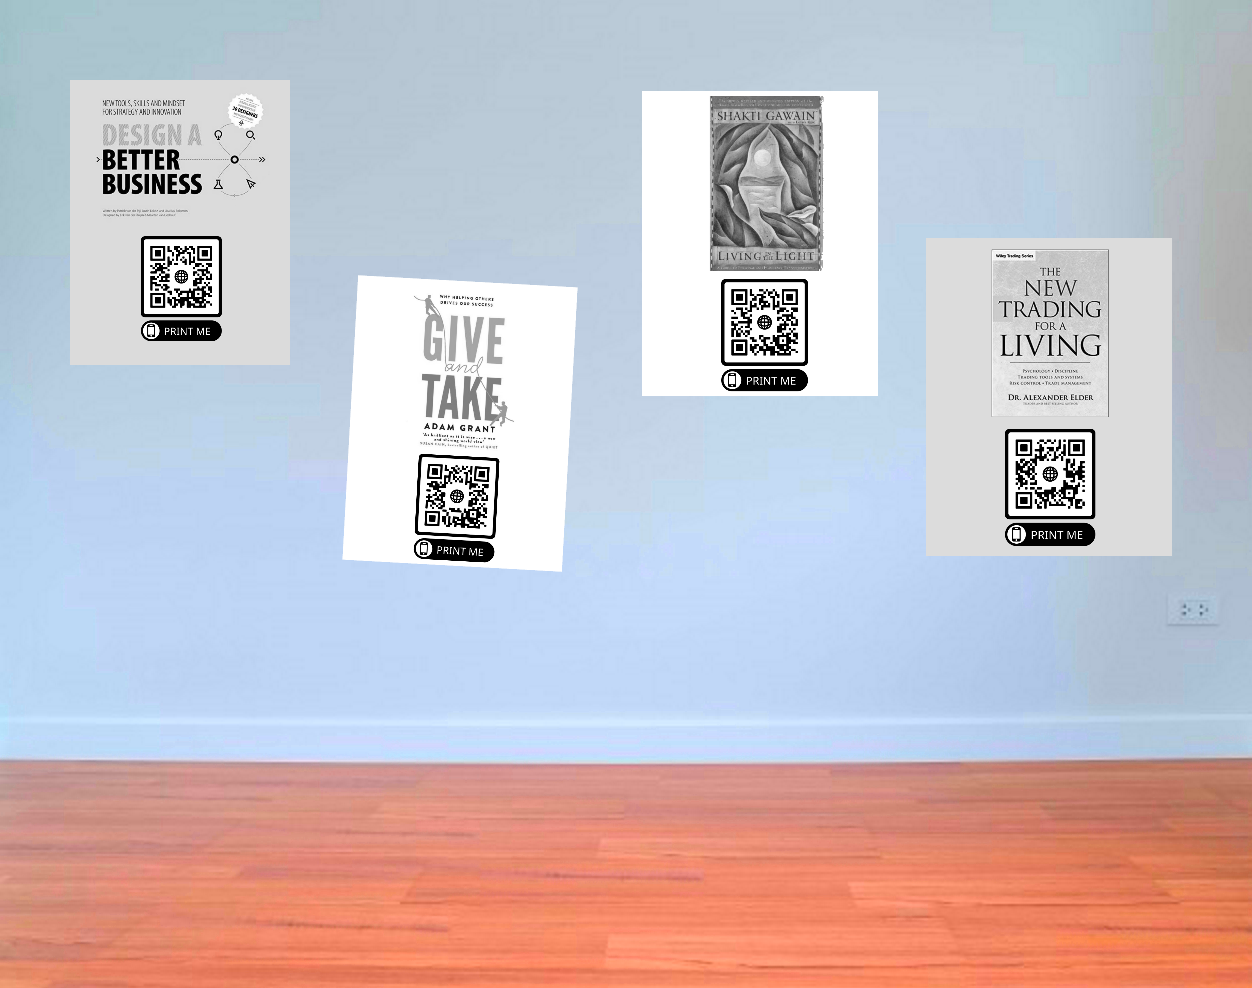 NEW TOOLS, SKILLS AND MINDSET
FOR STRATEGY AND INNOVATION
DESIGN A
BETTER
BUSINESS
PRINT ME
WHY HELPING OTHERS
DRIVES OUR SUCCESS
GIVE
and
TAKE
ADAM GRANT
PRINT ME
SHAKTI GAWAIN
LIVING IN THE LIGHT
PRINT ME
Wiley Trading Series
THE
NEW
TRADING
FOR A
LIVING
PSYCHOLOGY • DISCIPLINE
TRADING TOOLS AND SYSTEMS
RISK CONTROL • TRADE MANAGEMENT
DR. ALEXANDER ELDER
PRINT ME